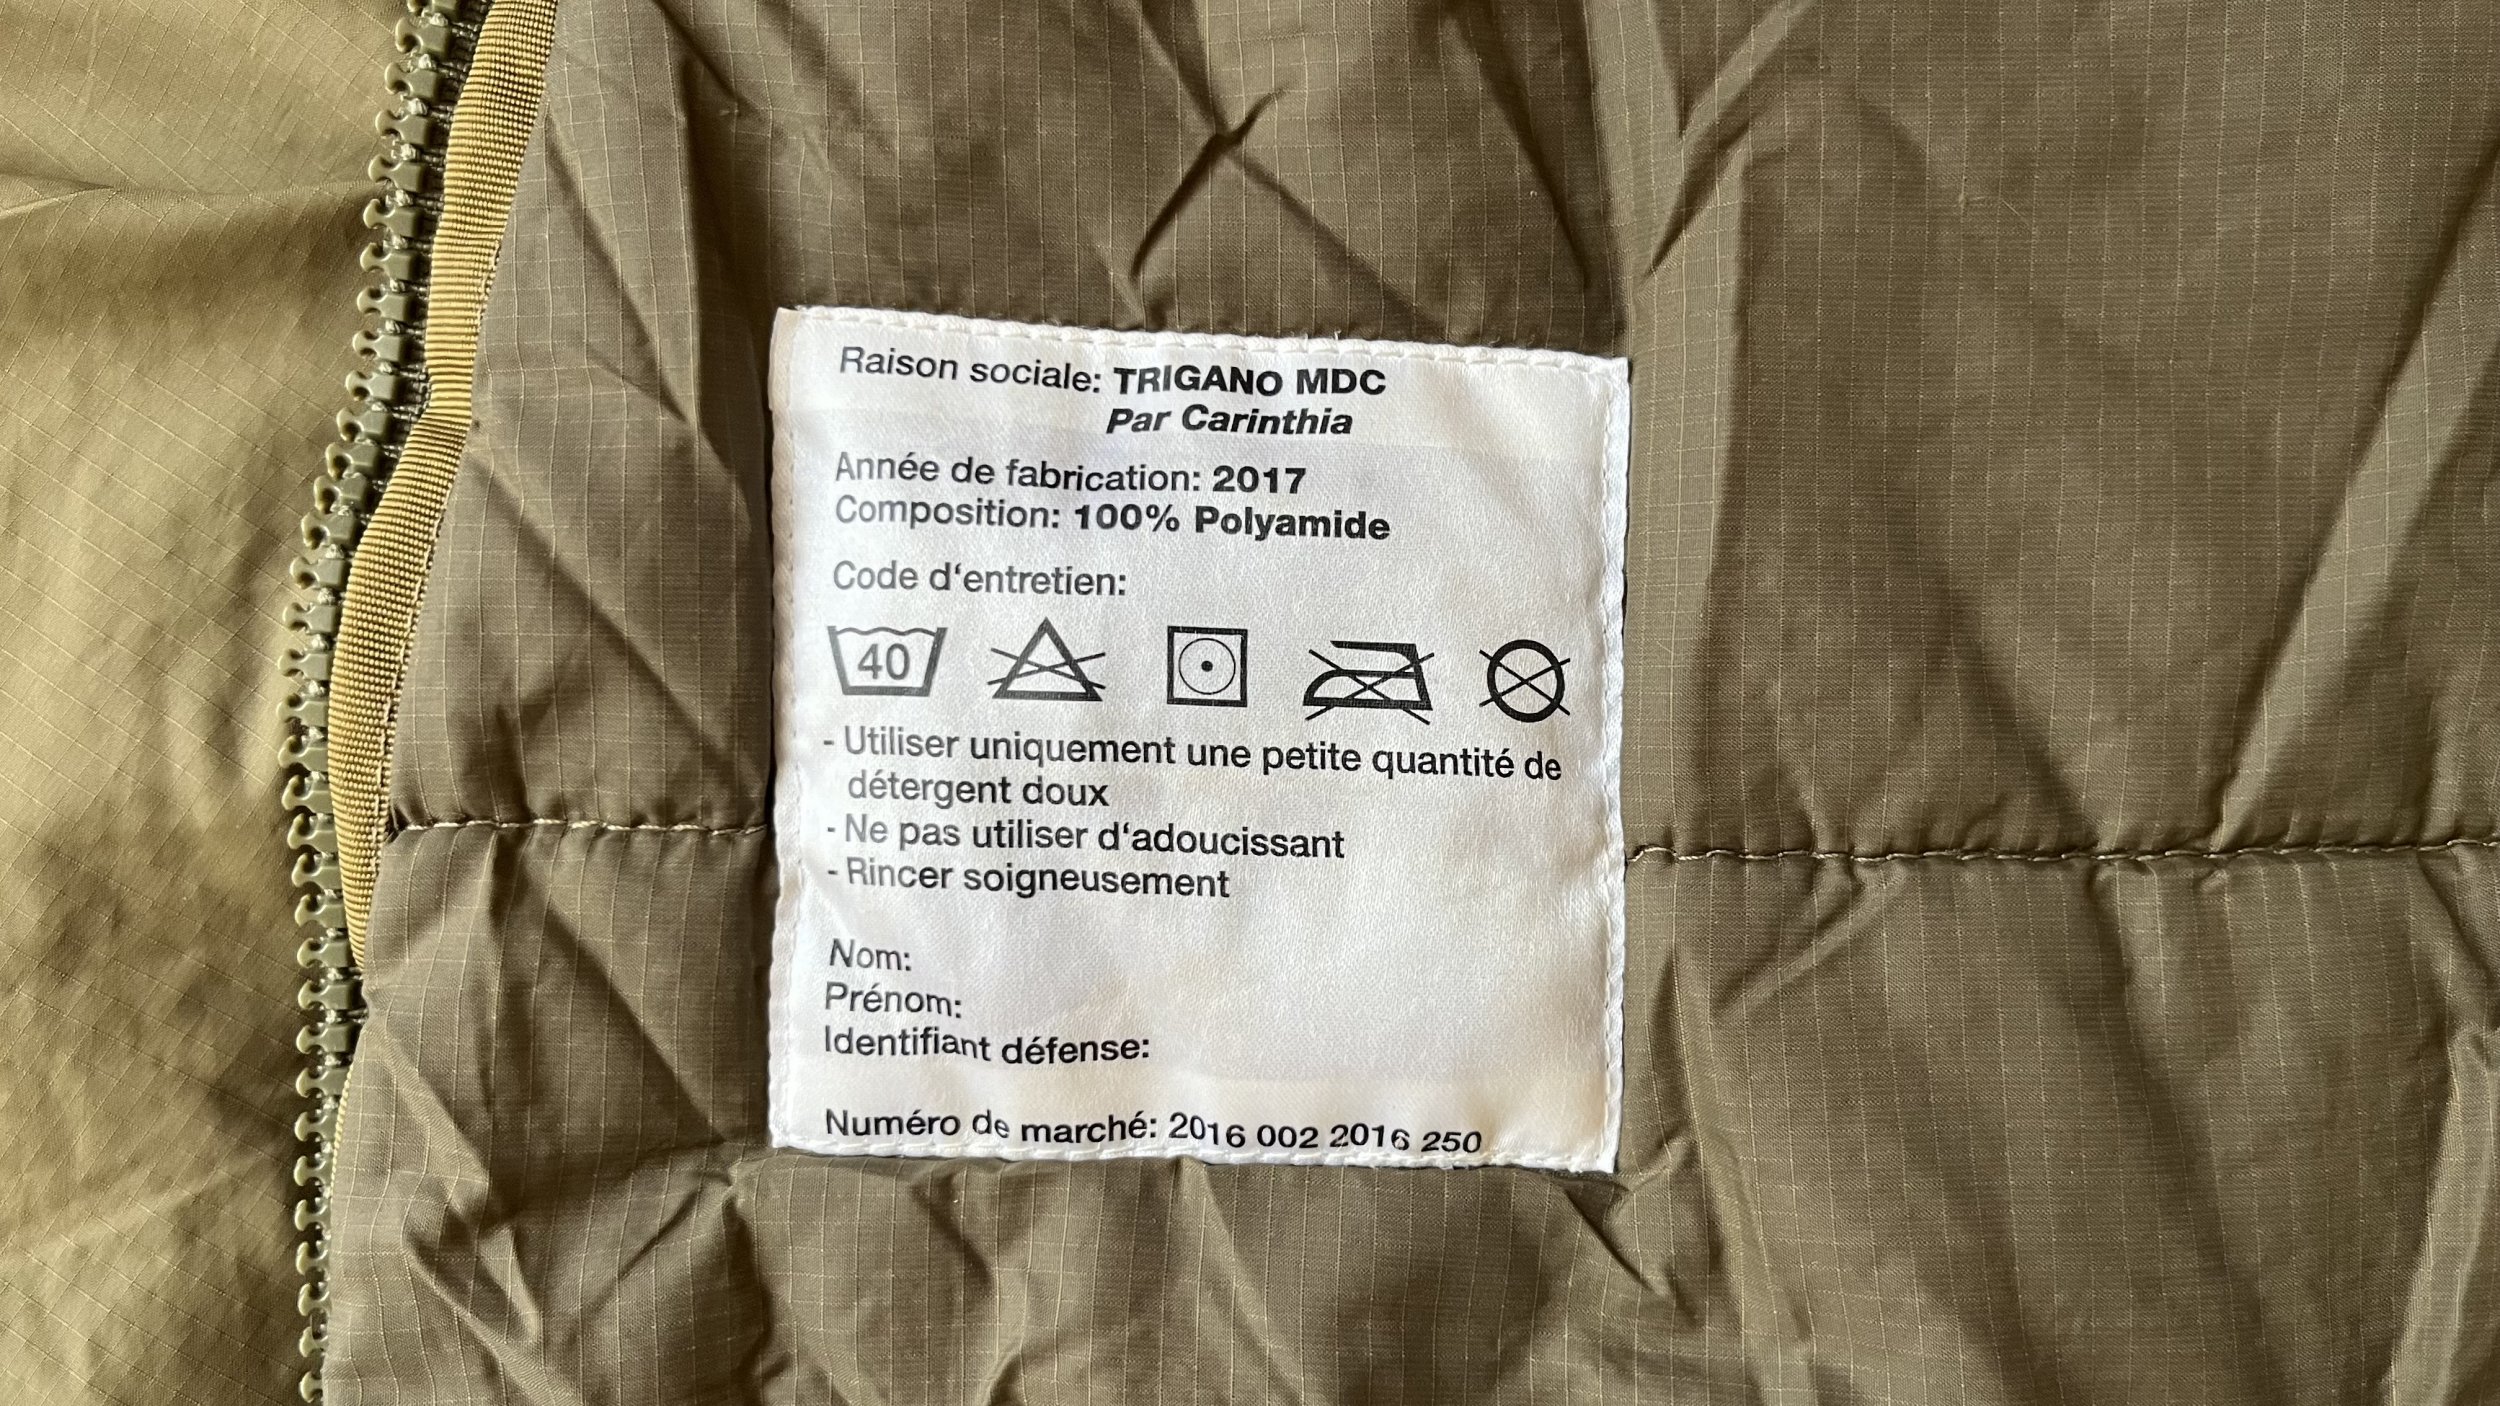 Raison sociale: TRIGANO MDC
Par Carinthia
Année de fabrication: 2017
Composition: 100% Polyamide
Code d‘entretien:
40
- Utiliser uniquement une petite quantité de
détergent doux
- Ne pas utiliser d‘adoucissant
- Rincer soigneusement
Nom:
Prénom:
Identifiant défense:
Numéro de marché: 2016 002 2016 250